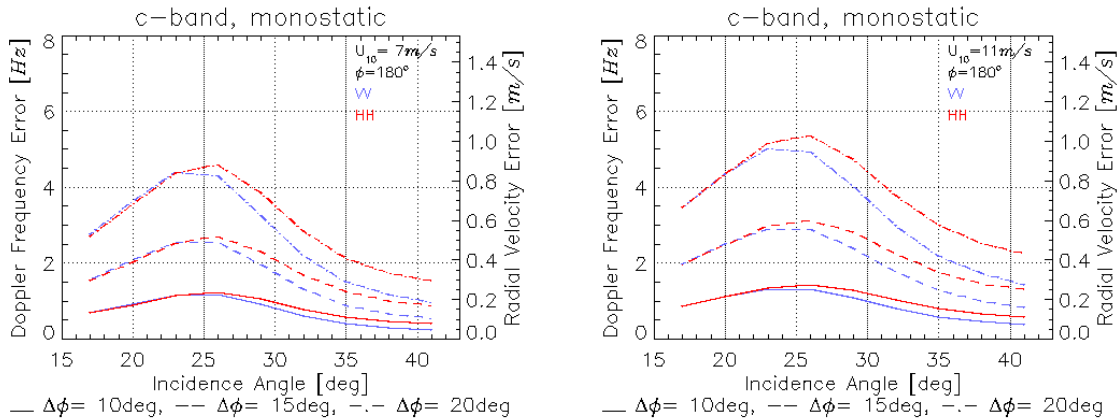 c-band, monostatic
U₁₀= 7m/s
ϕ=180°
VV
HH
Doppler Frequency Error [Hz]
8
6
4
2
0
Radial Velocity Error [m/s]
1.4
1.2
1.0
0.8
0.6
0.4
0.2
0.0
15 20 25 30 35 40
Incidence Angle [deg]
Δϕ= 10deg, Δϕ= 15deg, Δϕ= 20deg
c-band, monostatic
U₁₀=11m/s
ϕ=180°
VV
HH
Doppler Frequency Error [Hz]
8
6
4
2
0
Radial Velocity Error [m/s]
1.4
1.2
1.0
0.8
0.6
0.4
0.2
0.0
15 20 25 30 35 40
Incidence Angle [deg]
Δϕ= 10deg, Δϕ= 15deg, Δϕ= 20deg